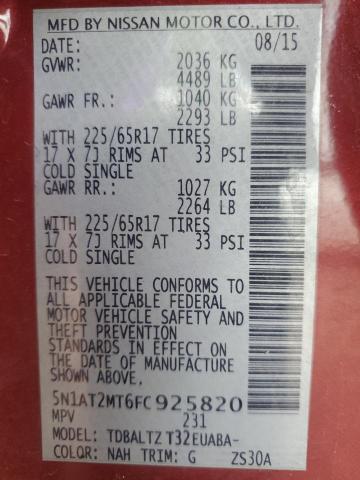 MFD BY NISSAN MOTOR CO., LTD.
DATE: 08/15
GVWR: 2036 KG
4489 LB
GAWR FR.: 1040 KG
2293 LB
WITH 225/65R17 TIRES
17 X 7J RIMS AT 33 PSI
COLD SINGLE
GAWR RR.: 1027 KG
2264 LB
WITH 225/65R17 TIRES
17 X 7J RIMS AT 33 PSI
COLD SINGLE
THIS VEHICLE CONFORMS TO
ALL APPLICABLE FEDERAL
MOTOR VEHICLE SAFETY AND
THEFT PREVENTION
STANDARDS IN EFFECT ON
THE DATE OF MANUFACTURE
SHOWN ABOVE.
5N1AT2MT6FC925820
MPV 231
MODEL: TDBALTZ T32EUABA-
COLOR: NAH TRIM: G ZS30A